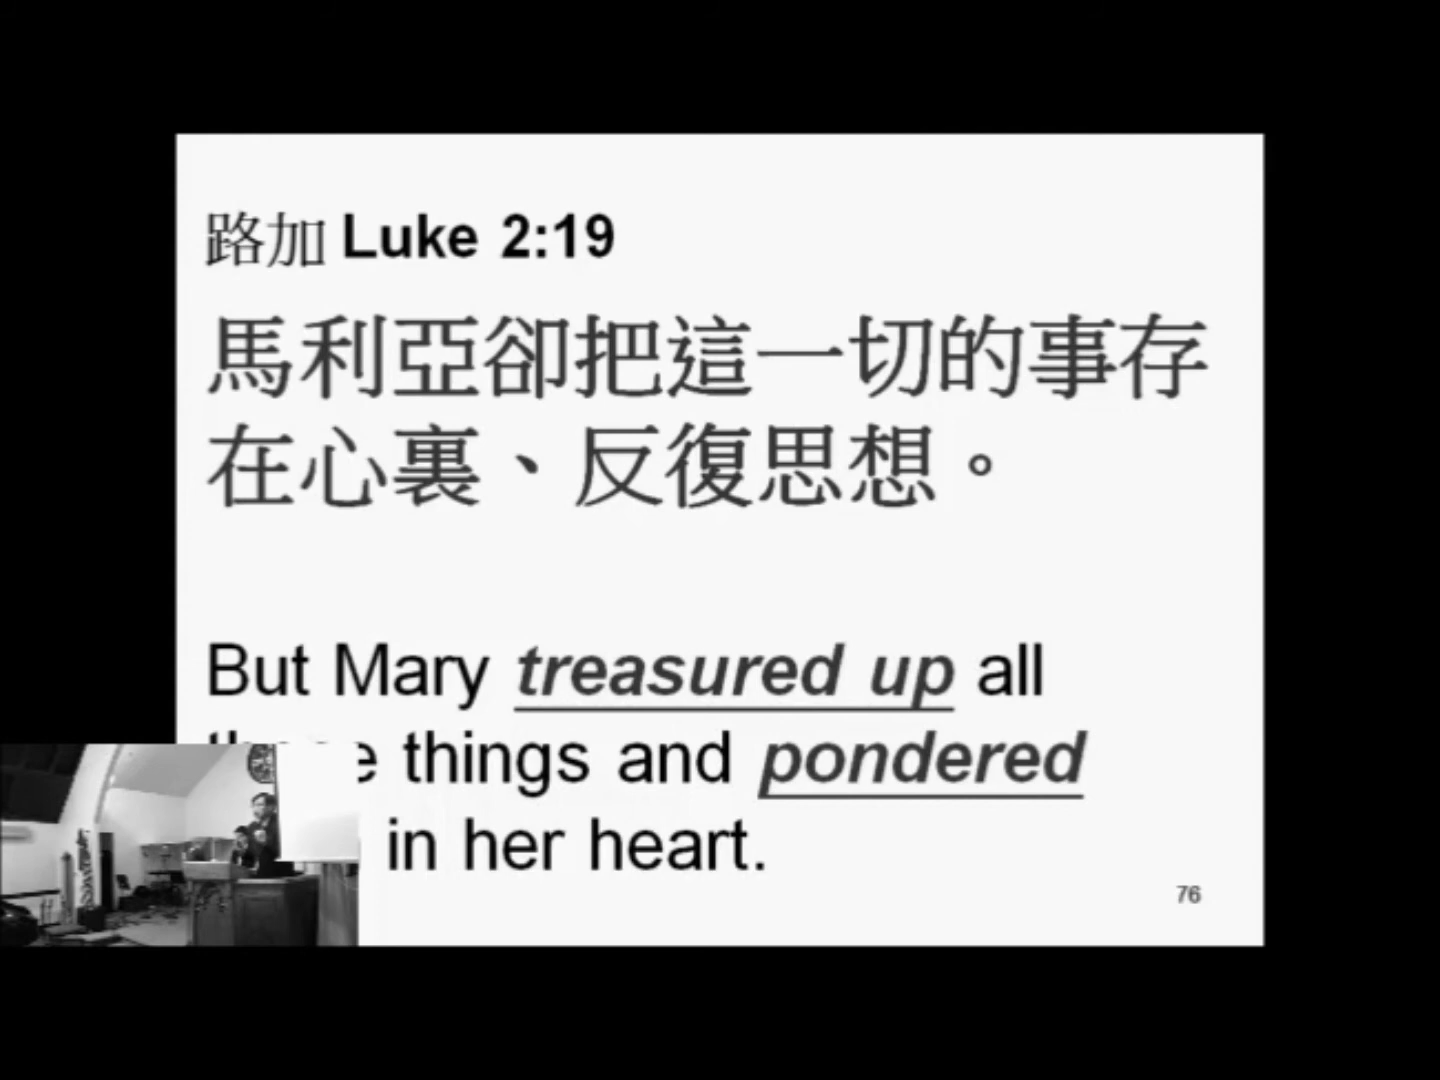 路加 Luke 2:19
馬利亞卻把這一切的事存
在心裏、反復思想。
But Mary treasured up all
things and pondered
in her heart.
76